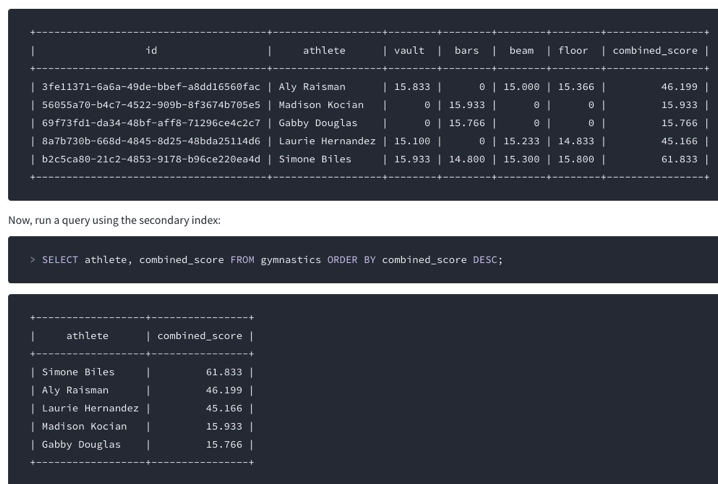 +--------------------------------------+------------------+--------+--------+--------+--------+----------------+
|                  id                  |     athlete      | vault  |  bars  |  beam  | floor  | combined_score |
+--------------------------------------+------------------+--------+--------+--------+--------+----------------+
| 3fe11371-6a6a-49de-bbef-a8dd16560fac | Aly Raisman      | 15.833 |      0 | 15.000 | 15.366 |         46.199 |
| 56055a70-b4c7-4522-909b-8f3674b705e5 | Madison Kocian   |      0 | 15.933 |      0 |      0 |         15.933 |
| 69f73fd1-da34-48bf-aff8-71296ce4c2c7 | Gabby Douglas    |      0 | 15.766 |      0 |      0 |         15.766 |
| 8a7b730b-668d-4845-8d25-48bda25114d6 | Laurie Hernandez | 15.100 |      0 | 15.233 | 14.833 |         45.166 |
| b2c5ca80-21c2-4853-9178-b96ce220ea4d | Simone Biles     | 15.933 | 14.800 | 15.300 | 15.800 |         61.833 |
+--------------------------------------+------------------+--------+--------+--------+--------+----------------+
Now, run a query using the secondary index:
> SELECT athlete, combined_score FROM gymnastics ORDER BY combined_score DESC;
+------------------+----------------+
|     athlete      | combined_score |
+------------------+----------------+
| Simone Biles     |         61.833 |
| Aly Raisman      |         46.199 |
| Laurie Hernandez |         45.166 |
| Madison Kocian   |         15.933 |
| Gabby Douglas    |         15.766 |
+------------------+----------------+